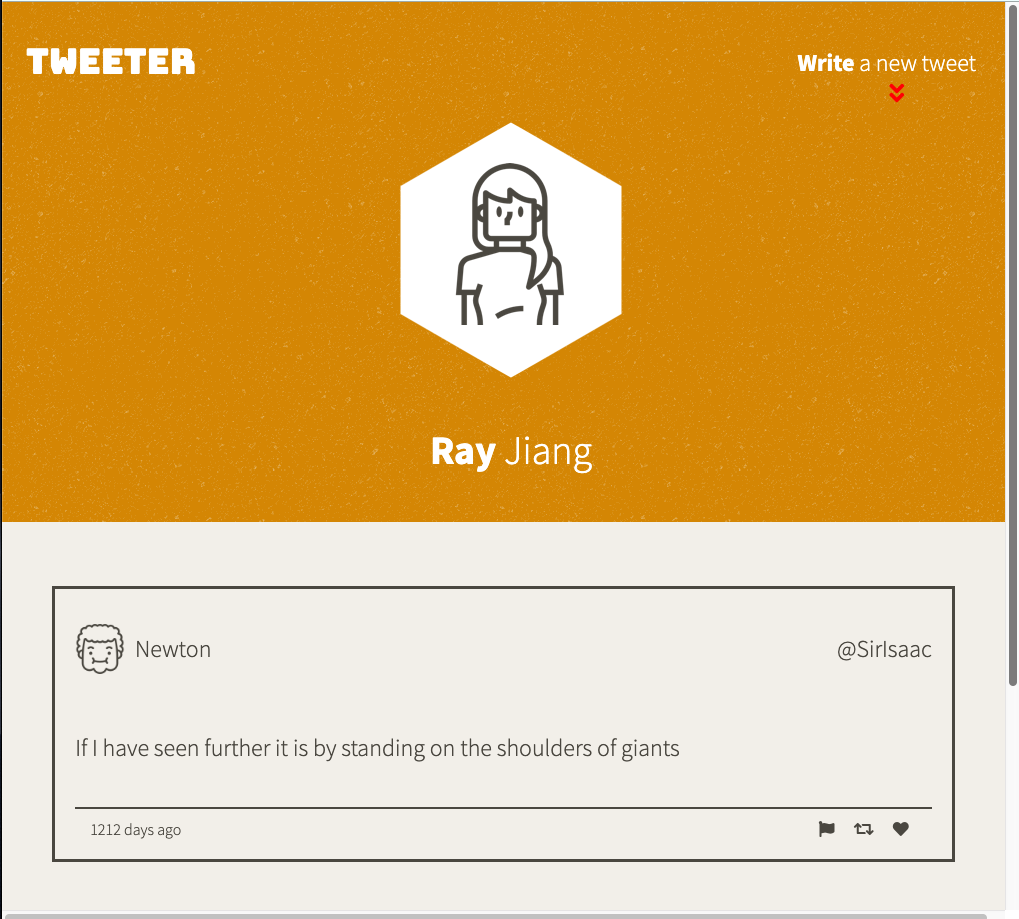 TWEETER
Write a new tweet
Ray Jiang
Newton
@SirIsaac
If I have seen further it is by standing on the shoulders of giants
1212 days ago